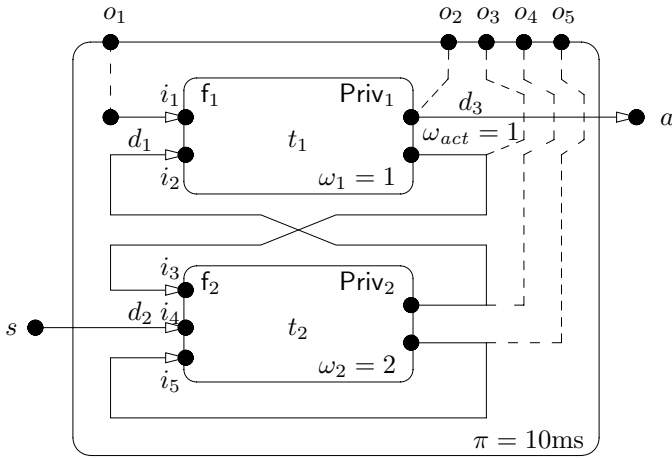 o₁ o₂ o₃ o₄ o₅
i₁ f₁ Priv₁ d₃ a
d₁ t₁ ω_act = 1
i₂ ω₁ = 1
i₃ f₂ Priv₂
s d₂ i₄ t₂
i₅ ω₂ = 2
π = 10ms